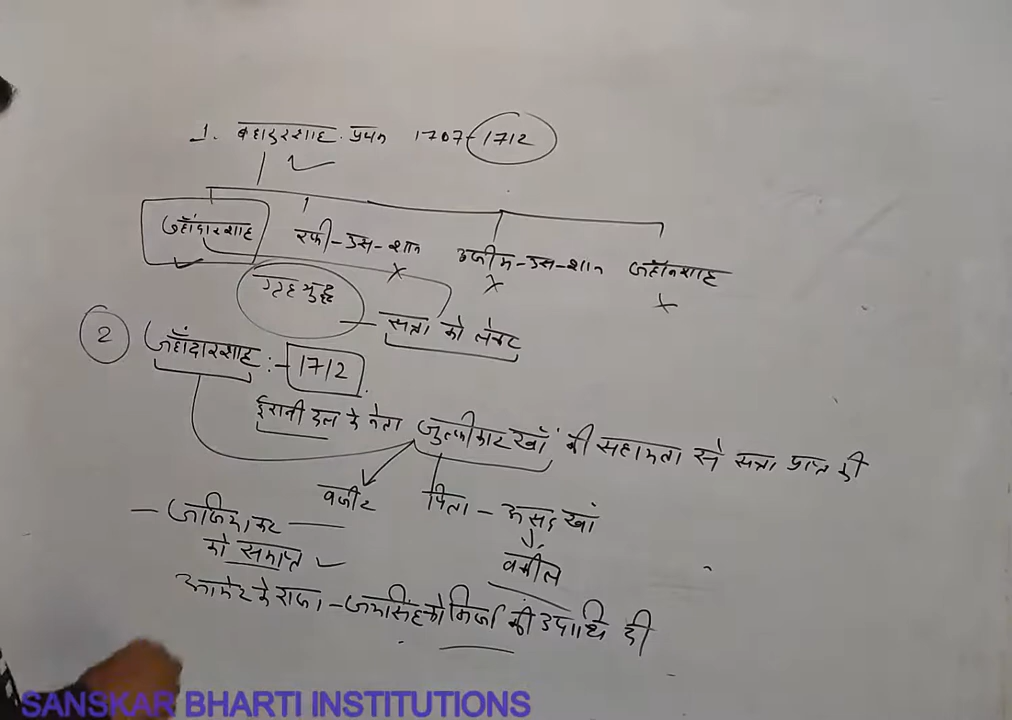 1. बहादुरशाह प्रथम 1707-1712
जहाँदारशाह रफी-उस-शान अजीम-उस-शान जहाँनशाह
गृहयुद्ध - सत्ता को लेकर
2 जहाँदारशाह :- 1712
ईरानी दल के नेता जुल्फीकार खाँ की सहायता से सत्ता प्राप्त की
वजीर पिता - असद खां
वकील
- जजिया कर -
को समाप्त
आमेर के राजा - जयसिंह को मिर्जा की उपाधि दी
SANSKAR BHARTI INSTITUTIONS